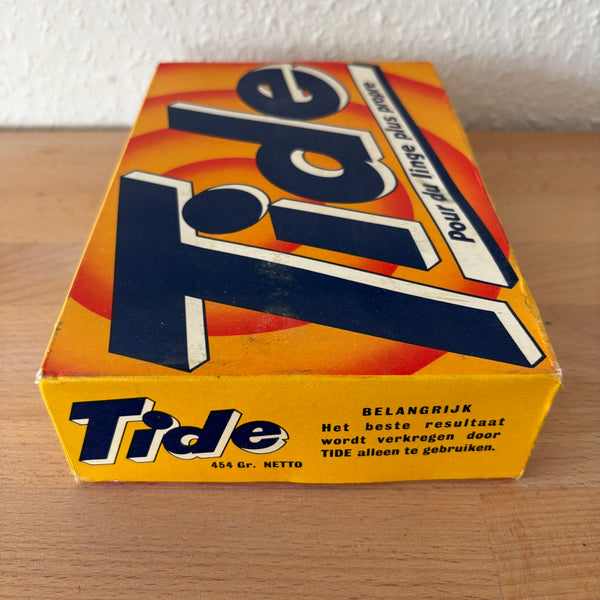 Tide
Pour du linge plus propre
Tide
454 Gr. NETTO
BELANGRIJK
Het beste resultaat
wordt verkregen door
TIDE alleen te gebruiken.